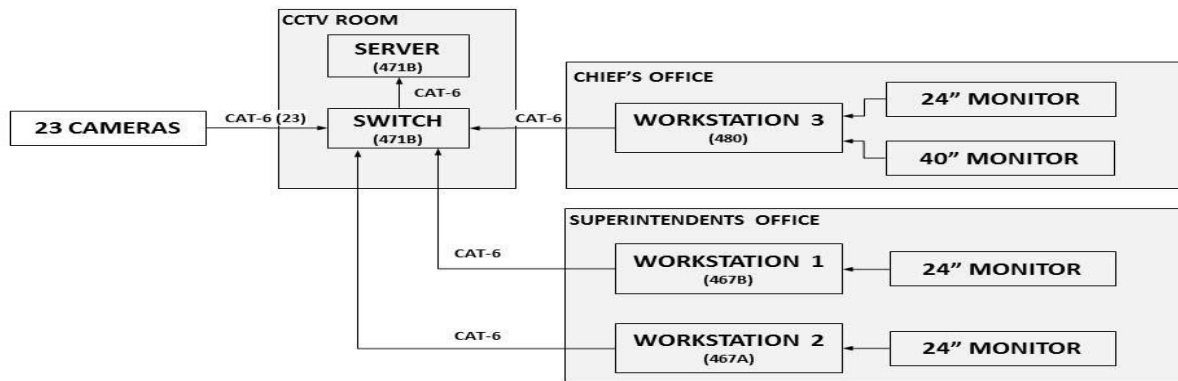 CCTV ROOM
SERVER
(471B)
CAT-6
23 CAMERAS
CAT-6 (23)
SWITCH
(471B)
CAT-6
CHIEF'S OFFICE
WORKSTATION 3
(480)
24” MONITOR
40” MONITOR
SUPERINTENDENTS OFFICE
CAT-6
WORKSTATION 1
(467B)
24” MONITOR
CAT-6
WORKSTATION 2
(467A)
24” MONITOR